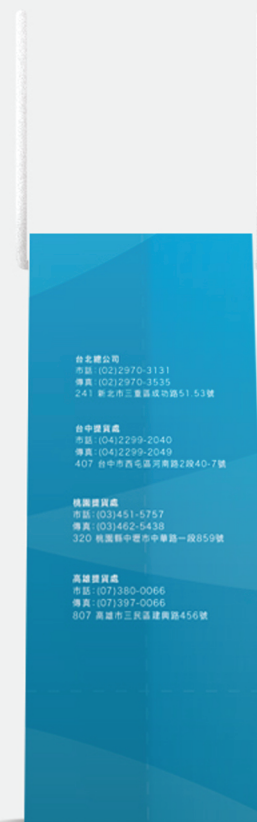 台北總公司
市話:(02)2970-3131
傳真:(02)2970-3535
241 新北市三重區成功路51.53號
台中提貨處
市話:(04)2299-2040
傳真:(04)2299-2049
407 台中市西屯區河南路2段40-7號
桃園提貨處
市話:(03)451-5757
傳真:(03)462-5438
320 桃園縣中壢市中華路一段859號
高雄提貨處
市話:(07)380-0066
傳真:(07)397-0066
807 高雄市三民區建興路456號